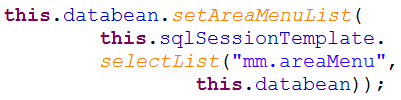 this.databean.setAreaMenuList(
this.sqlSessionTemplate.
selectList("mm.areaMenu",
this.databean));